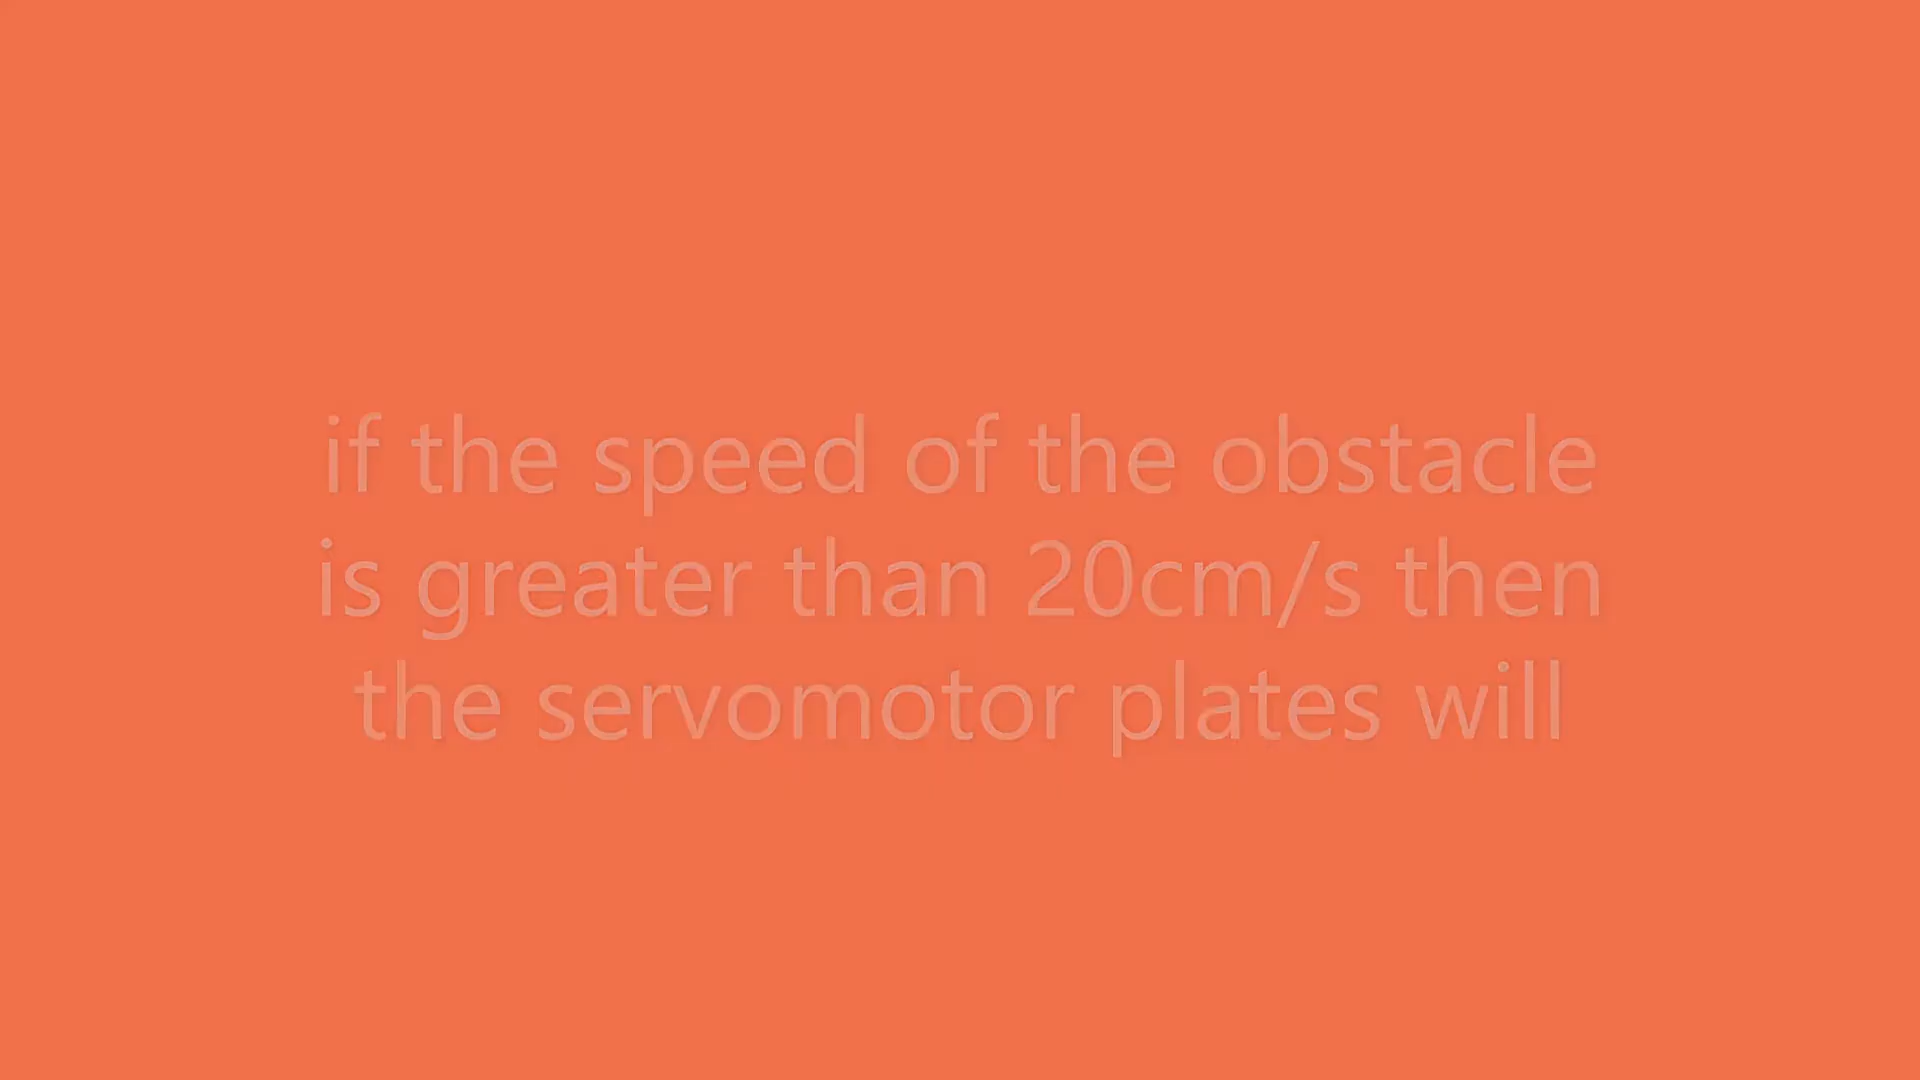 if the speed of the obstacle
is greater than 20cm/s then
the servomotor plates will